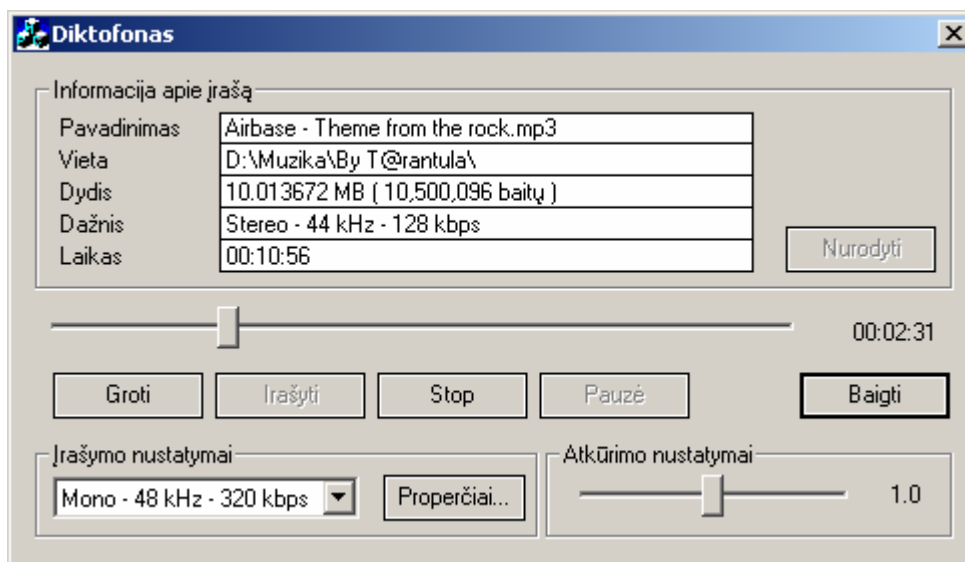 Diktofonas
Informacija apie įrašą
Pavadinimas Airbase - Theme from the rock.mp3
Vieta D:\Muzika\By T@rantula\
Dydis 10.013672 MB ( 10,500,096 baitų )
Dažnis Stereo - 44 kHz - 128 kbps
Laikas 00:10:56
Nurodyti
00:02:31
Groti Irašyti Stop Pauzė Baigti
Įrašymo nustatymai Atkūrimo nustatymai
Mono - 48 kHz - 320 kbps Properčiai... 1.0